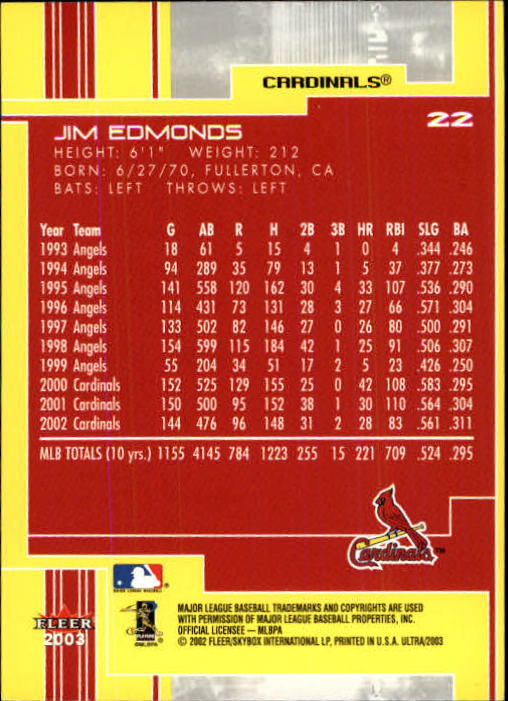 CARDINALS®
22
JIM EDMONDS
HEIGHT: 6'1" WEIGHT: 212
BORN: 6/27/70, FULLERTON, CA
BATS: LEFT THROWS: LEFT
Year Team G AB R H 2B 3B HR RBI SLG BA
1993 Angels 18 61 5 15 4 1 0 4 .344 .246
1994 Angels 94 289 35 79 13 1 5 37 .377 .273
1995 Angels 141 558 120 162 30 4 33 107 .536 .290
1996 Angels 114 431 73 131 28 3 27 66 .571 .304
1997 Angels 133 502 82 146 27 0 26 80 .500 .291
1998 Angels 154 599 115 184 42 1 25 91 .506 .307
1999 Angels 55 204 34 51 17 2 5 23 .426 .250
2000 Cardinals 152 525 129 155 25 0 42 108 .583 .295
2001 Cardinals 150 500 95 152 38 1 30 110 .564 .304
2002 Cardinals 144 476 96 148 31 2 28 83 .561 .311
MLB TOTALS (10 yrs.) 1155 4145 784 1223 255 15 221 709 .524 .295
Cardinals™
FLEER
2003
MAJOR LEAGUE BASEBALL TRADEMARKS AND COPYRIGHTS ARE USED
WITH PERMISSION OF MAJOR LEAGUE BASEBALL PROPERTIES, INC.
OFFICIAL LICENSEE — MLBPA
© 2002 FLEER/SKYBOX INTERNATIONAL LP, PRINTED IN U.S.A. ULTRA/2003